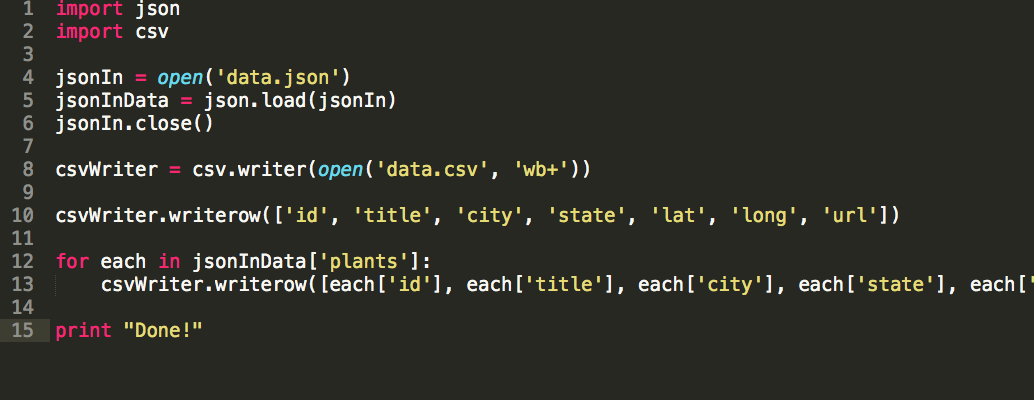 1 import json
2 import csv
3
4 jsonIn = open('data.json')
5 jsonInData = json.load(jsonIn)
6 jsonIn.close()
7
8 csvWriter = csv.writer(open('data.csv', 'wb+'))
9
10 csvWriter.writerow(['id', 'title', 'city', 'state', 'lat', 'long', 'url'])
11
12 for each in jsonInData['plants']:
13     csvWriter.writerow([each['id'], each['title'], each['city'], each['state'], each['
14
15 print "Done!"